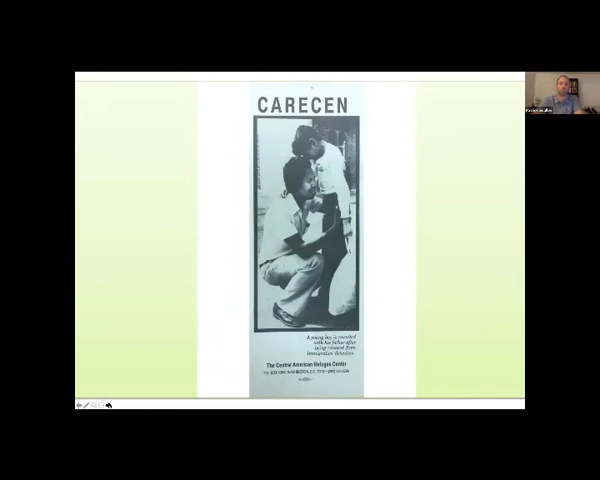 CARECEN
A young boy is reunited
with his father after
being released from
immigration detention.
The Central American Refugee Center
WASHINGTON, D.C.